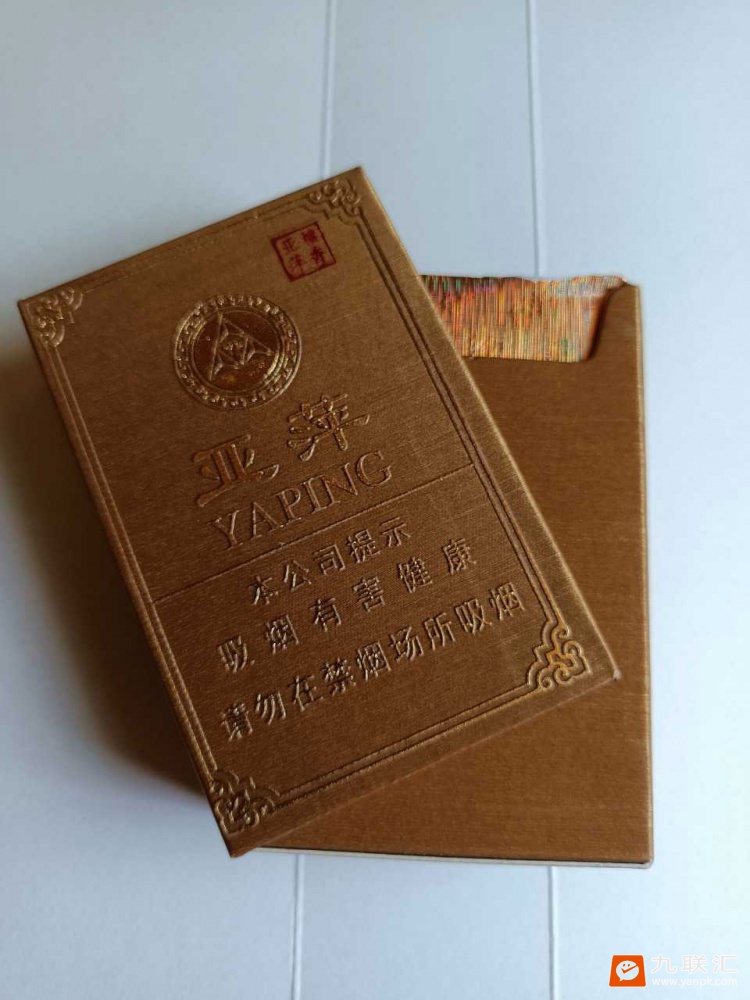 亚萍
YAPING
本公司提示
吸烟有害健康
请勿在禁烟场所吸烟
九联汇
www.yaopk.com